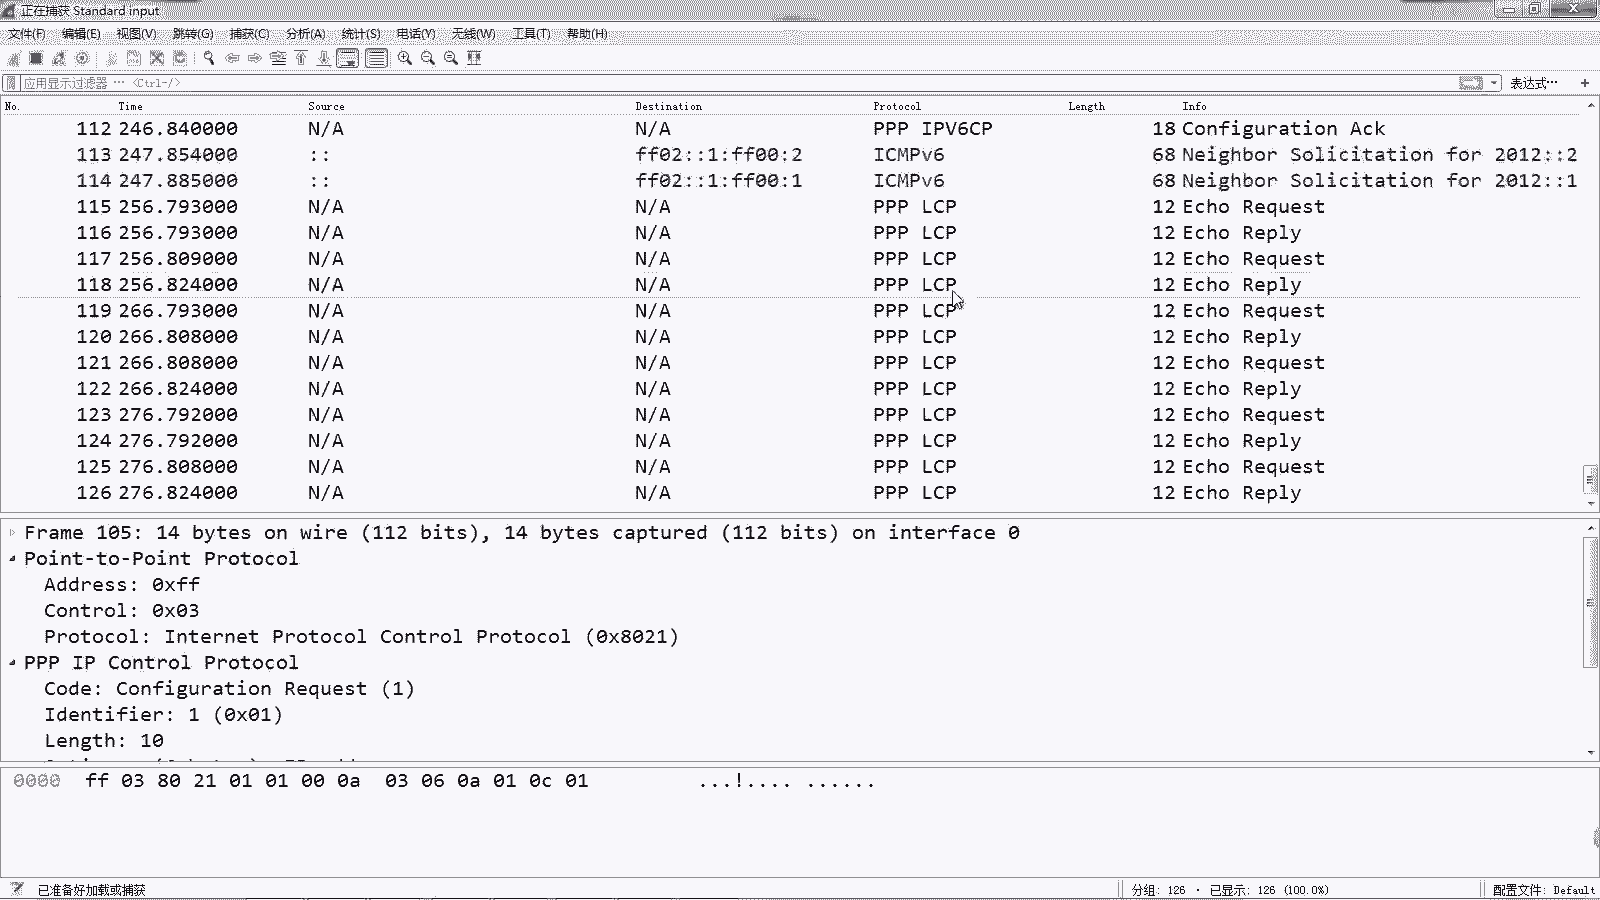 正在捕获 Standard input
文件(F) 编辑(E) 视图(V) 跳转(G) 捕获(C) 分析(A) 统计(S) 电话(Y) 无线(W) 工具(T) 帮助(H)
应用显示过滤器 … <Ctrl-/> 表达式… +
No. Time Source Destination Protocol Length Info
112 246.840000 N/A N/A PPP IPV6CP 18 Configuration Ack
113 247.854000 :: ff02::1:ff00:2 ICMPv6 68 Neighbor Solicitation for 2012::2
114 247.885000 :: ff02::1:ff00:1 ICMPv6 68 Neighbor Solicitation for 2012::1
115 256.793000 N/A N/A PPP LCP 12 Echo Request
116 256.793000 N/A N/A PPP LCP 12 Echo Reply
117 256.809000 N/A N/A PPP LCP 12 Echo Request
118 256.824000 N/A N/A PPP LCP 12 Echo Reply
119 266.793000 N/A N/A PPP LCP 12 Echo Request
120 266.808000 N/A N/A PPP LCP 12 Echo Reply
121 266.808000 N/A N/A PPP LCP 12 Echo Request
122 266.824000 N/A N/A PPP LCP 12 Echo Reply
123 276.792000 N/A N/A PPP LCP 12 Echo Request
124 276.792000 N/A N/A PPP LCP 12 Echo Reply
125 276.808000 N/A N/A PPP LCP 12 Echo Request
126 276.824000 N/A N/A PPP LCP 12 Echo Reply
Frame 105: 14 bytes on wire (112 bits), 14 bytes captured (112 bits) on interface 0
Point-to-Point Protocol
Address: 0xff
Control: 0x03
Protocol: Internet Protocol Control Protocol (0x8021)
PPP IP Control Protocol
Code: Configuration Request (1)
Identifier: 1 (0x01)
Length: 10
0000 ff 03 80 21 01 01 00 0a 03 06 0a 01 0c 01 ...!.... ......
已准备好加载或捕获 分组: 126 · 已显示: 126 (100.0%) 配置文件: Default